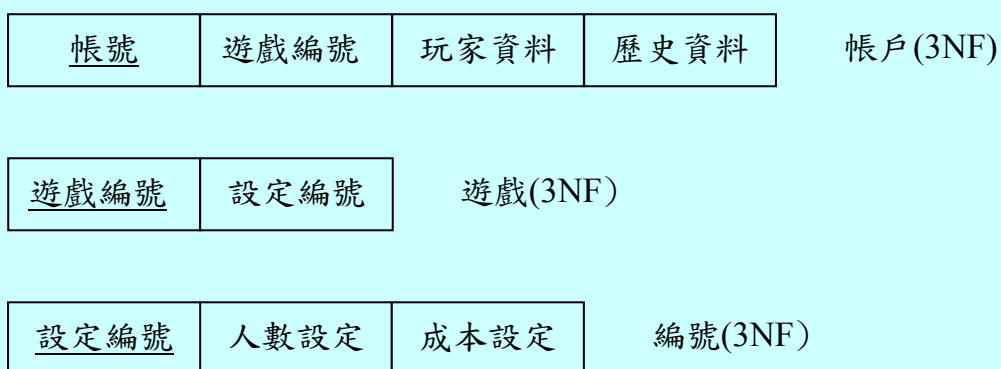 帳號 遊戲編號 玩家資料 歷史資料 帳戶(3NF)
遊戲編號 設定編號 遊戲(3NF）
設定編號 人數設定 成本設定 編號(3NF）